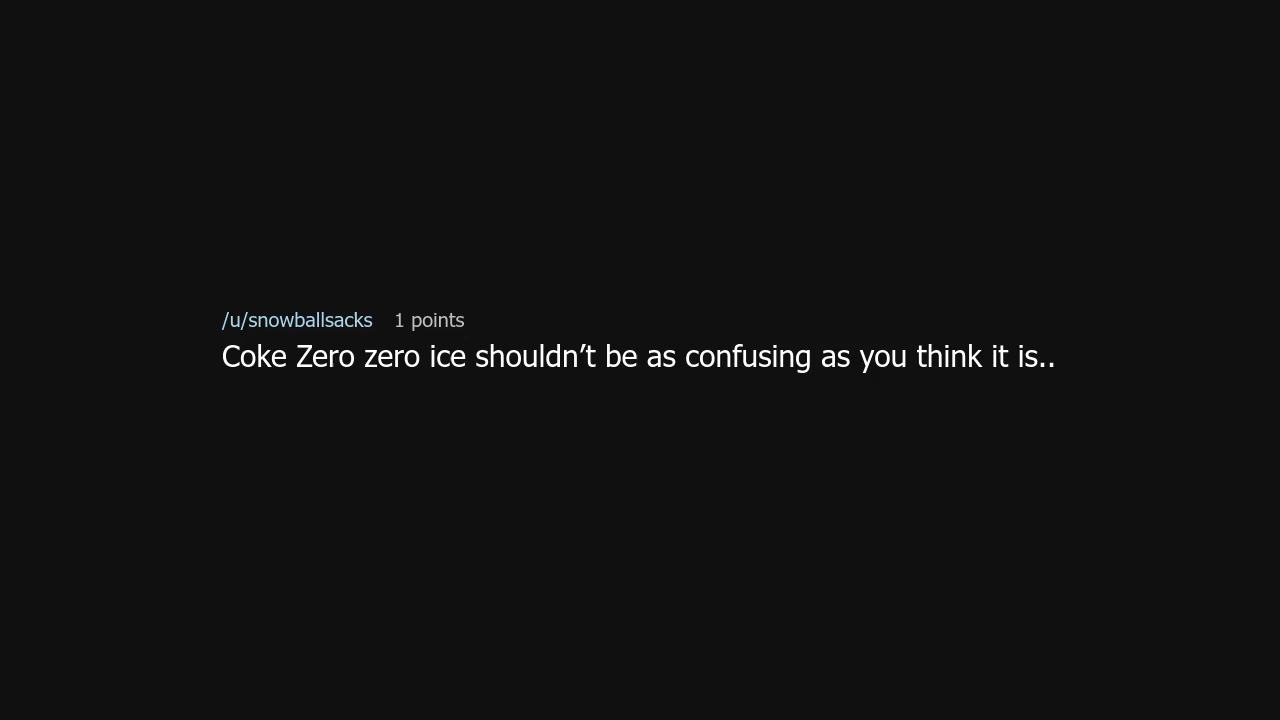 /u/snowballsacks 1 points
Coke Zero zero ice shouldn’t be as confusing as you think it is..